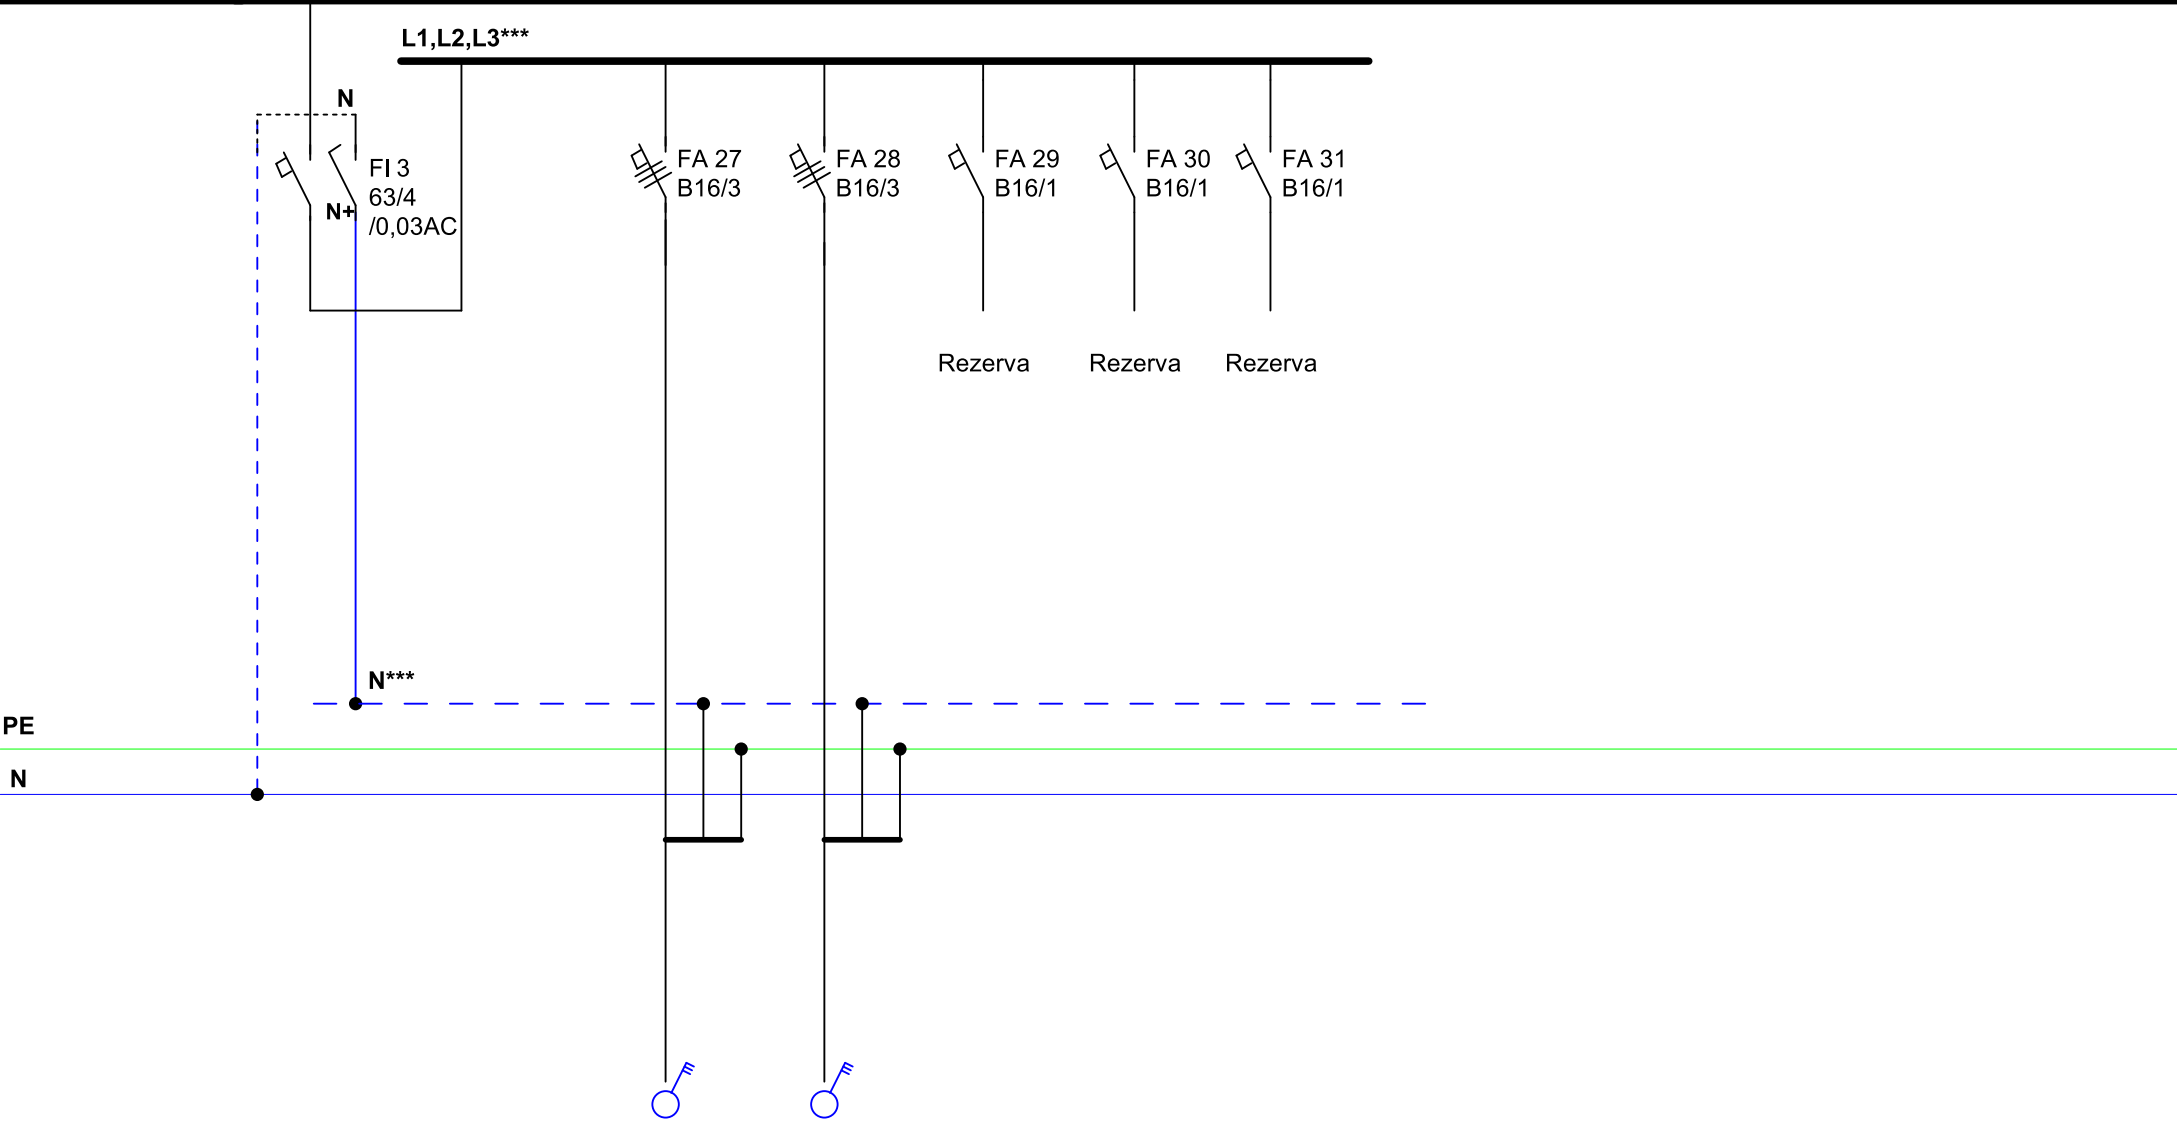 L1,L2,L3***
N
FI 3
63/4
/0,03AC
N+
FA 27
B16/3
FA 28
B16/3
FA 29
B16/1
FA 30
B16/1
FA 31
B16/1
Rezerva
Rezerva
Rezerva
N***
PE
N